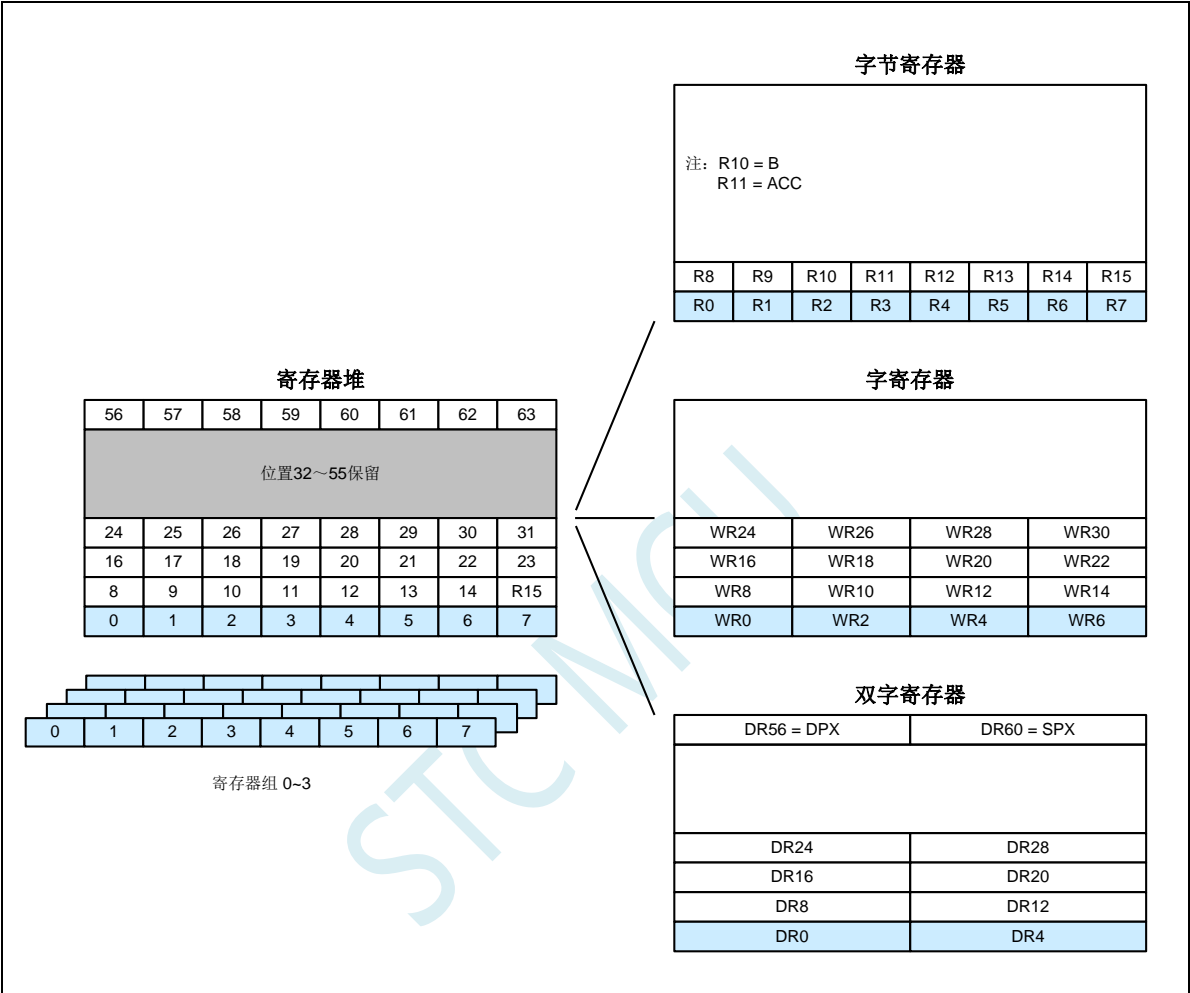 字节寄存器
注：R10 = B
R11 = ACC
R8 R9 R10 R11 R12 R13 R14 R15
R0 R1 R2 R3 R4 R5 R6 R7
寄存器堆
56 57 58 59 60 61 62 63
位置32～55保留
24 25 26 27 28 29 30 31
16 17 18 19 20 21 22 23
8 9 10 11 12 13 14 R15
0 1 2 3 4 5 6 7
0 1 2 3 4 5 6 7
寄存器组 0~3
字寄存器
WR24 WR26 WR28 WR30
WR16 WR18 WR20 WR22
WR8 WR10 WR12 WR14
WR0 WR2 WR4 WR6
双字寄存器
DR56 = DPX DR60 = SPX
DR24 DR28
DR16 DR20
DR8 DR12
DR0 DR4
STC MCU